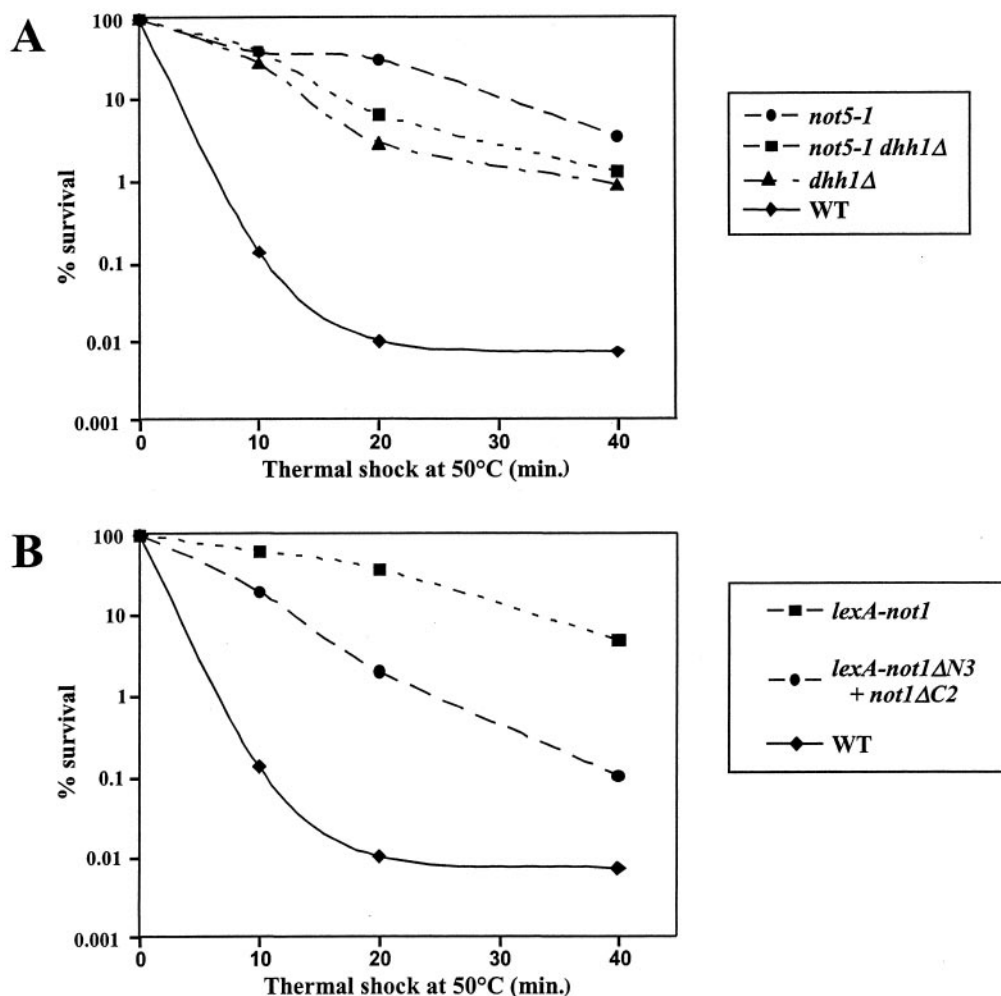 A
100
10
1
0.1
0.01
0.001
% survival
0
10
20
30
40
Thermal shock at 50°C (min.)
not5-1
not5-1 dhh1Δ
dhh1Δ
WT
B
100
10
1
0.1
0.01
0.001
% survival
0
10
20
30
40
Thermal shock at 50°C (min.)
lexA-not1
lexA-not1ΔN3
+ not1ΔC2
WT